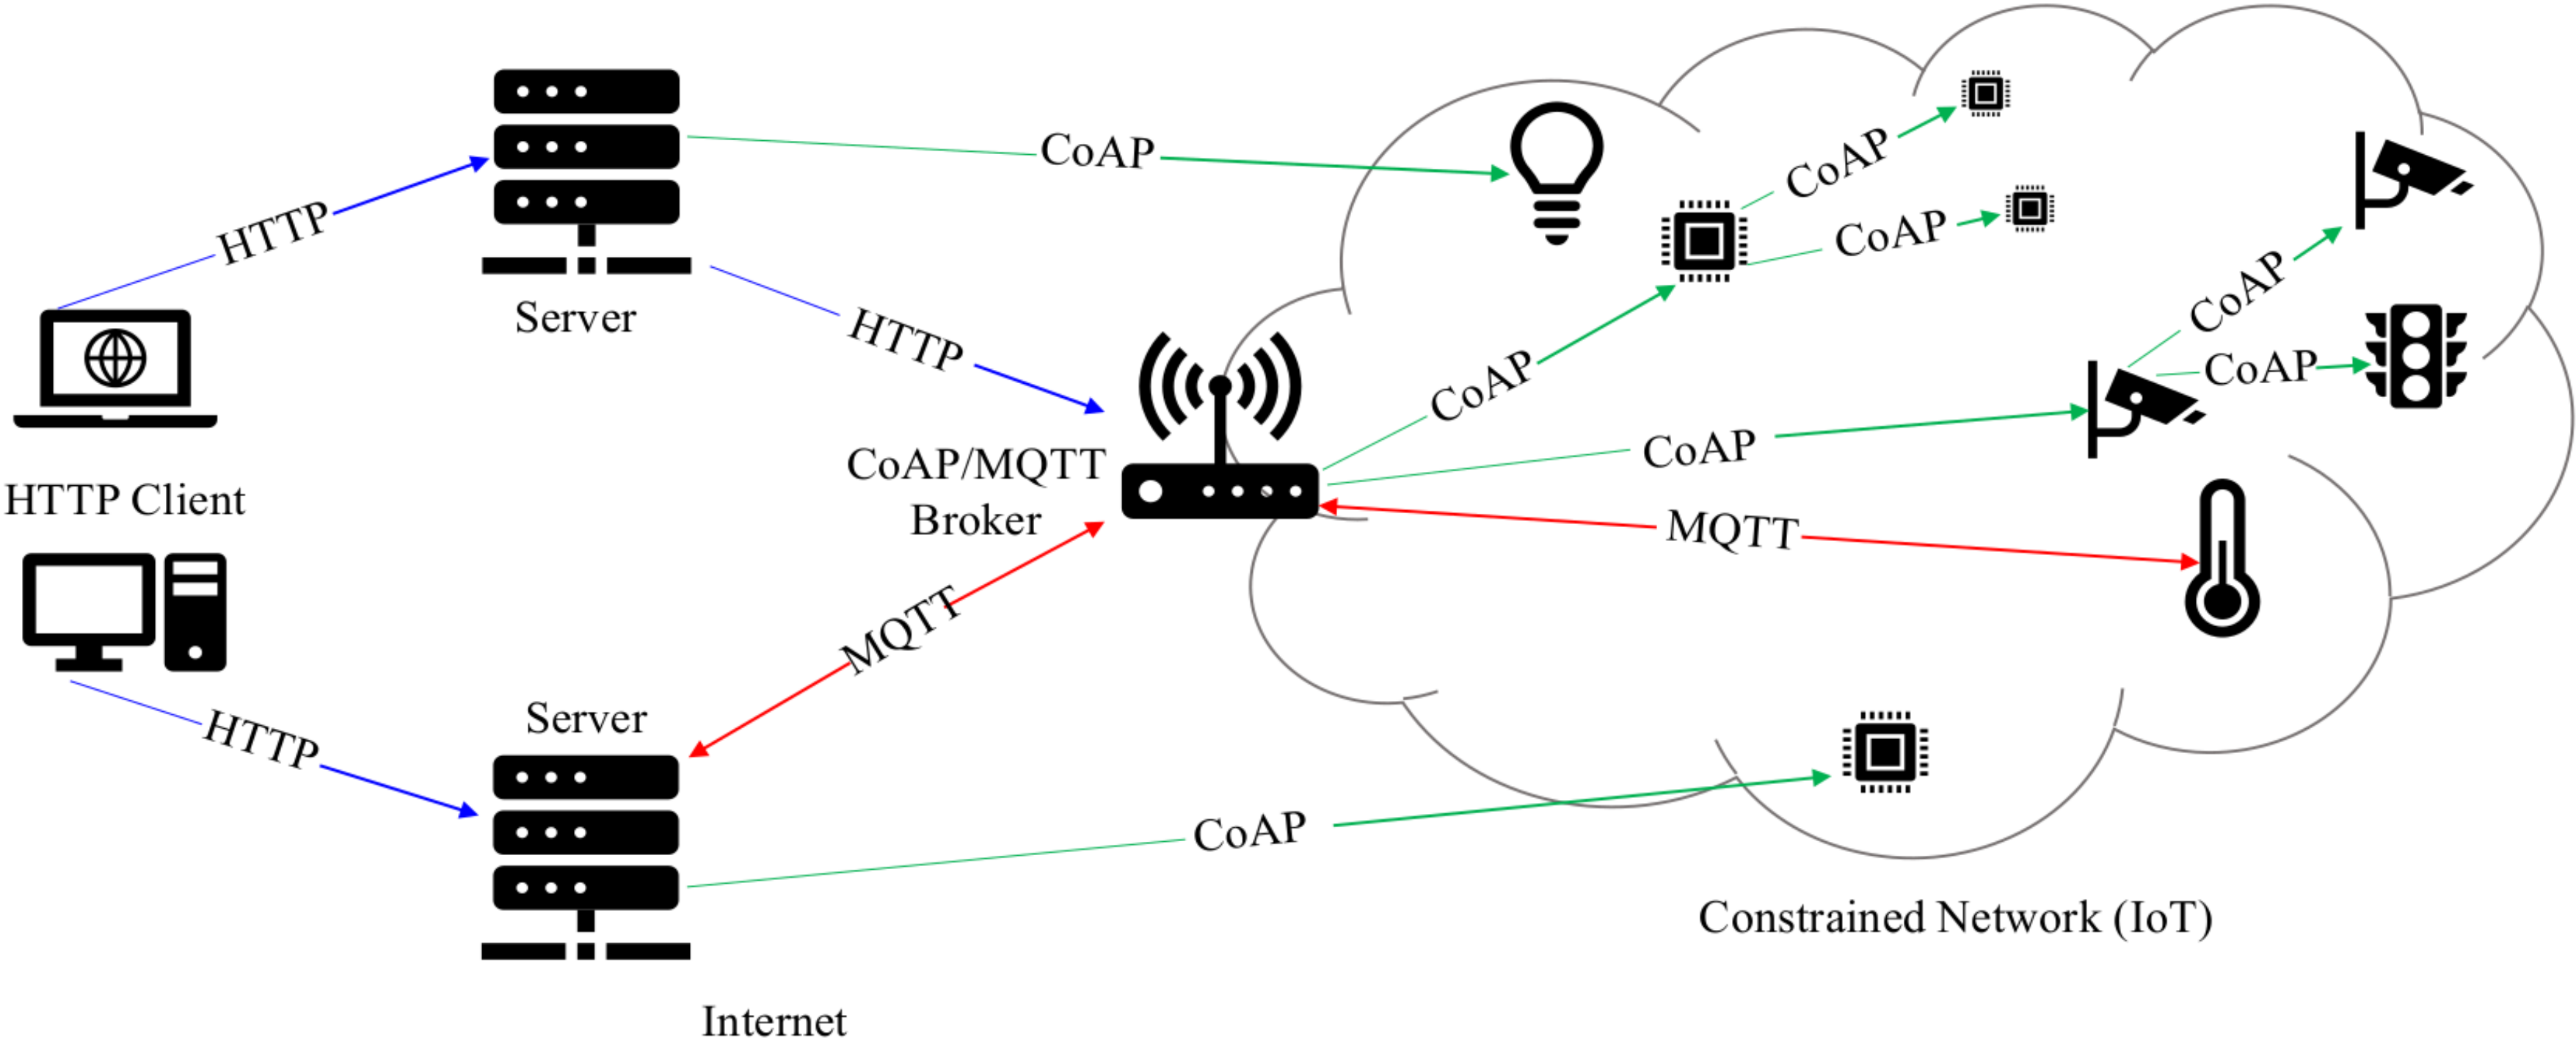 CoAP
CoAP
HTTP
CoAP
CoAP
Server
HTTP
CoAP
CoAP
CoAP
CoAP/MQTT
Broker
HTTP Client
MQTT
MQTT
Server
HTTP
CoAP
Constrained Network (IoT)
Internet